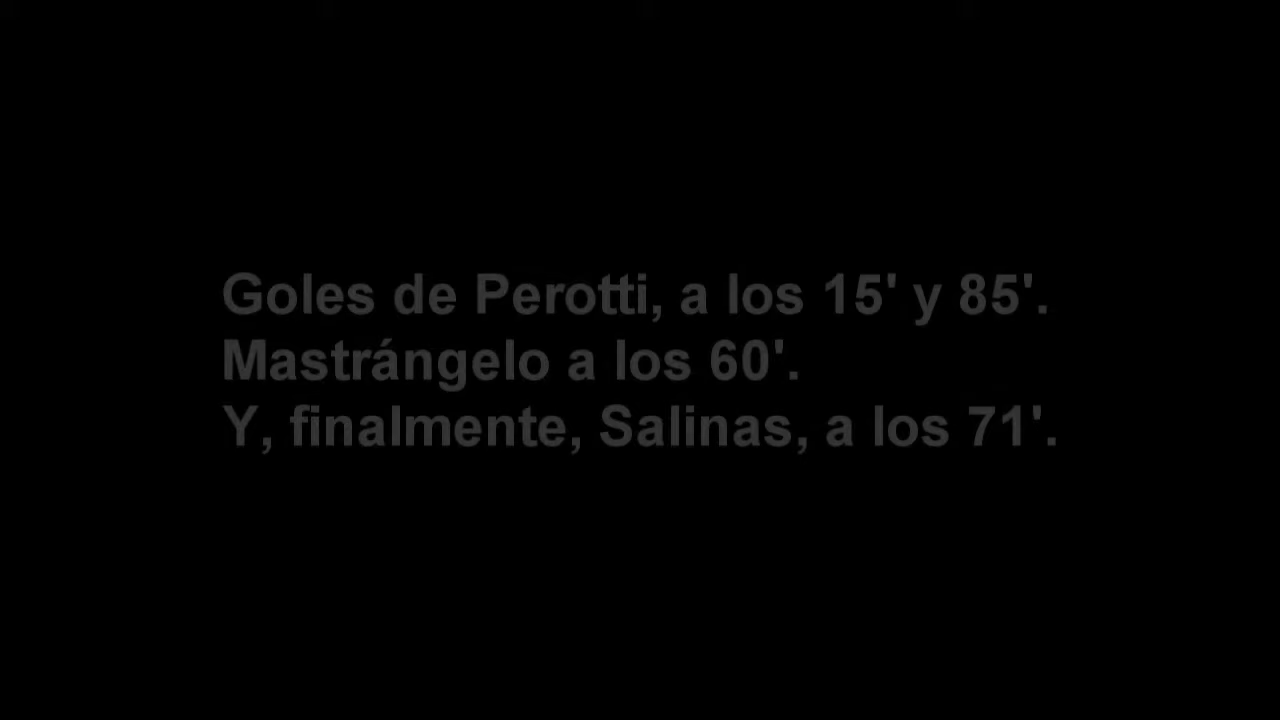 Goles de Perotti, a los 15' y 85'.
Mastrángelo a los 60'.
Y, finalmente, Salinas, a los 71'.